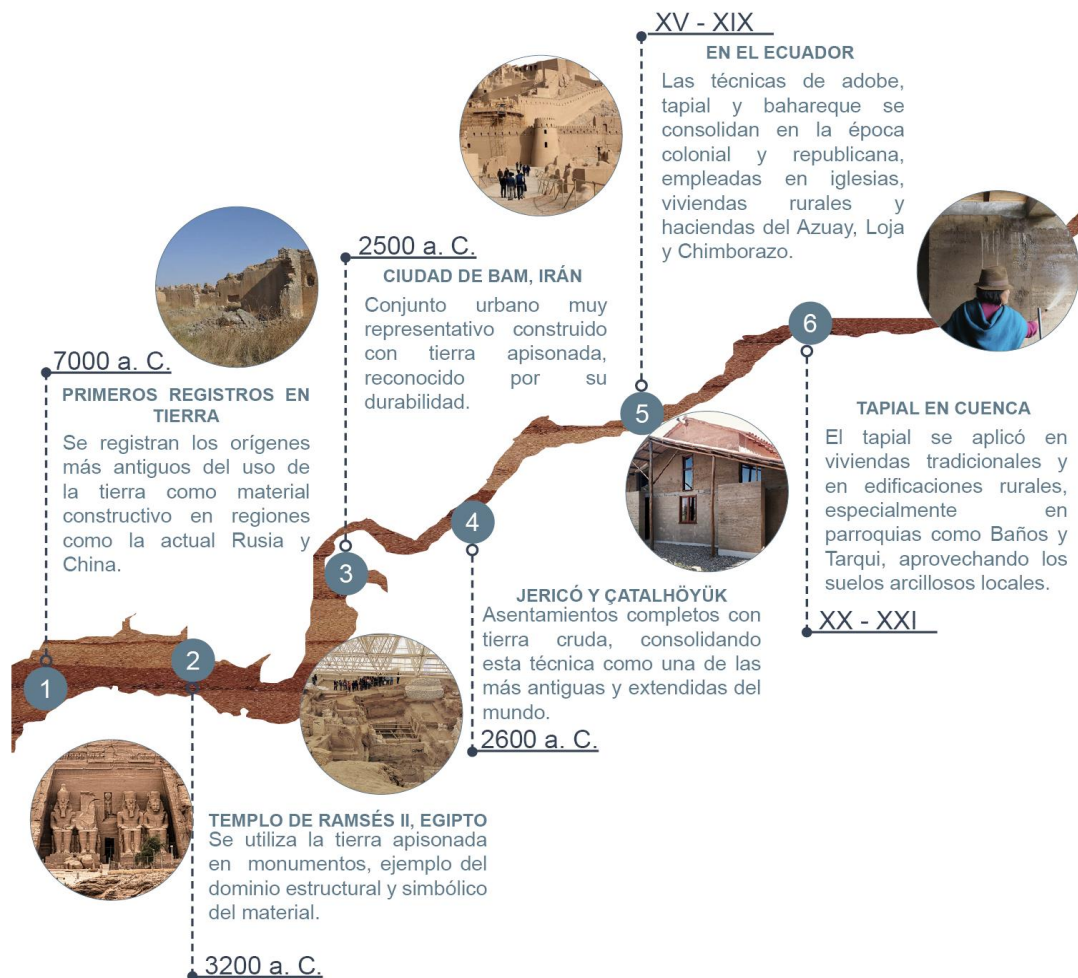 7000 a. C.
PRIMEROS REGISTROS EN
TIERRA
Se registran los orígenes
más antiguos del uso de
la tierra como material
constructivo en regiones
como la actual Rusia y
China.
1
2
TEMPLO DE RAMSÉS II, EGIPTO
Se utiliza la tierra apisonada
en monumentos, ejemplo del
dominio estructural y simbólico
del material.
3200 a. C.
2500 a. C.
CIUDAD DE BAM, IRÁN
Conjunto urbano muy
representativo construido
con tierra apisonada,
reconocido por su
durabilidad.
3
4
JERICÓ Y ÇATALHÖYÜK
Asentamientos completos con
tierra cruda, consolidando
esta técnica como una de las
más antiguas y extendidas del
mundo.
2600 a. C.
XV - XIX
EN EL ECUADOR
Las técnicas de adobe,
tapial y bahareque se
consolidan en la época
colonial y republicana,
empleadas en iglesias,
viviendas rurales y
haciendas del Azuay, Loja
y Chimborazo.
5
6
TAPIAL EN CUENCA
El tapial se aplicó en
viviendas tradicionales y
en edificaciones rurales,
especialmente en
parroquias como Baños y
Tarqui, aprovechando los
suelos arcillosos locales.
XX - XXI